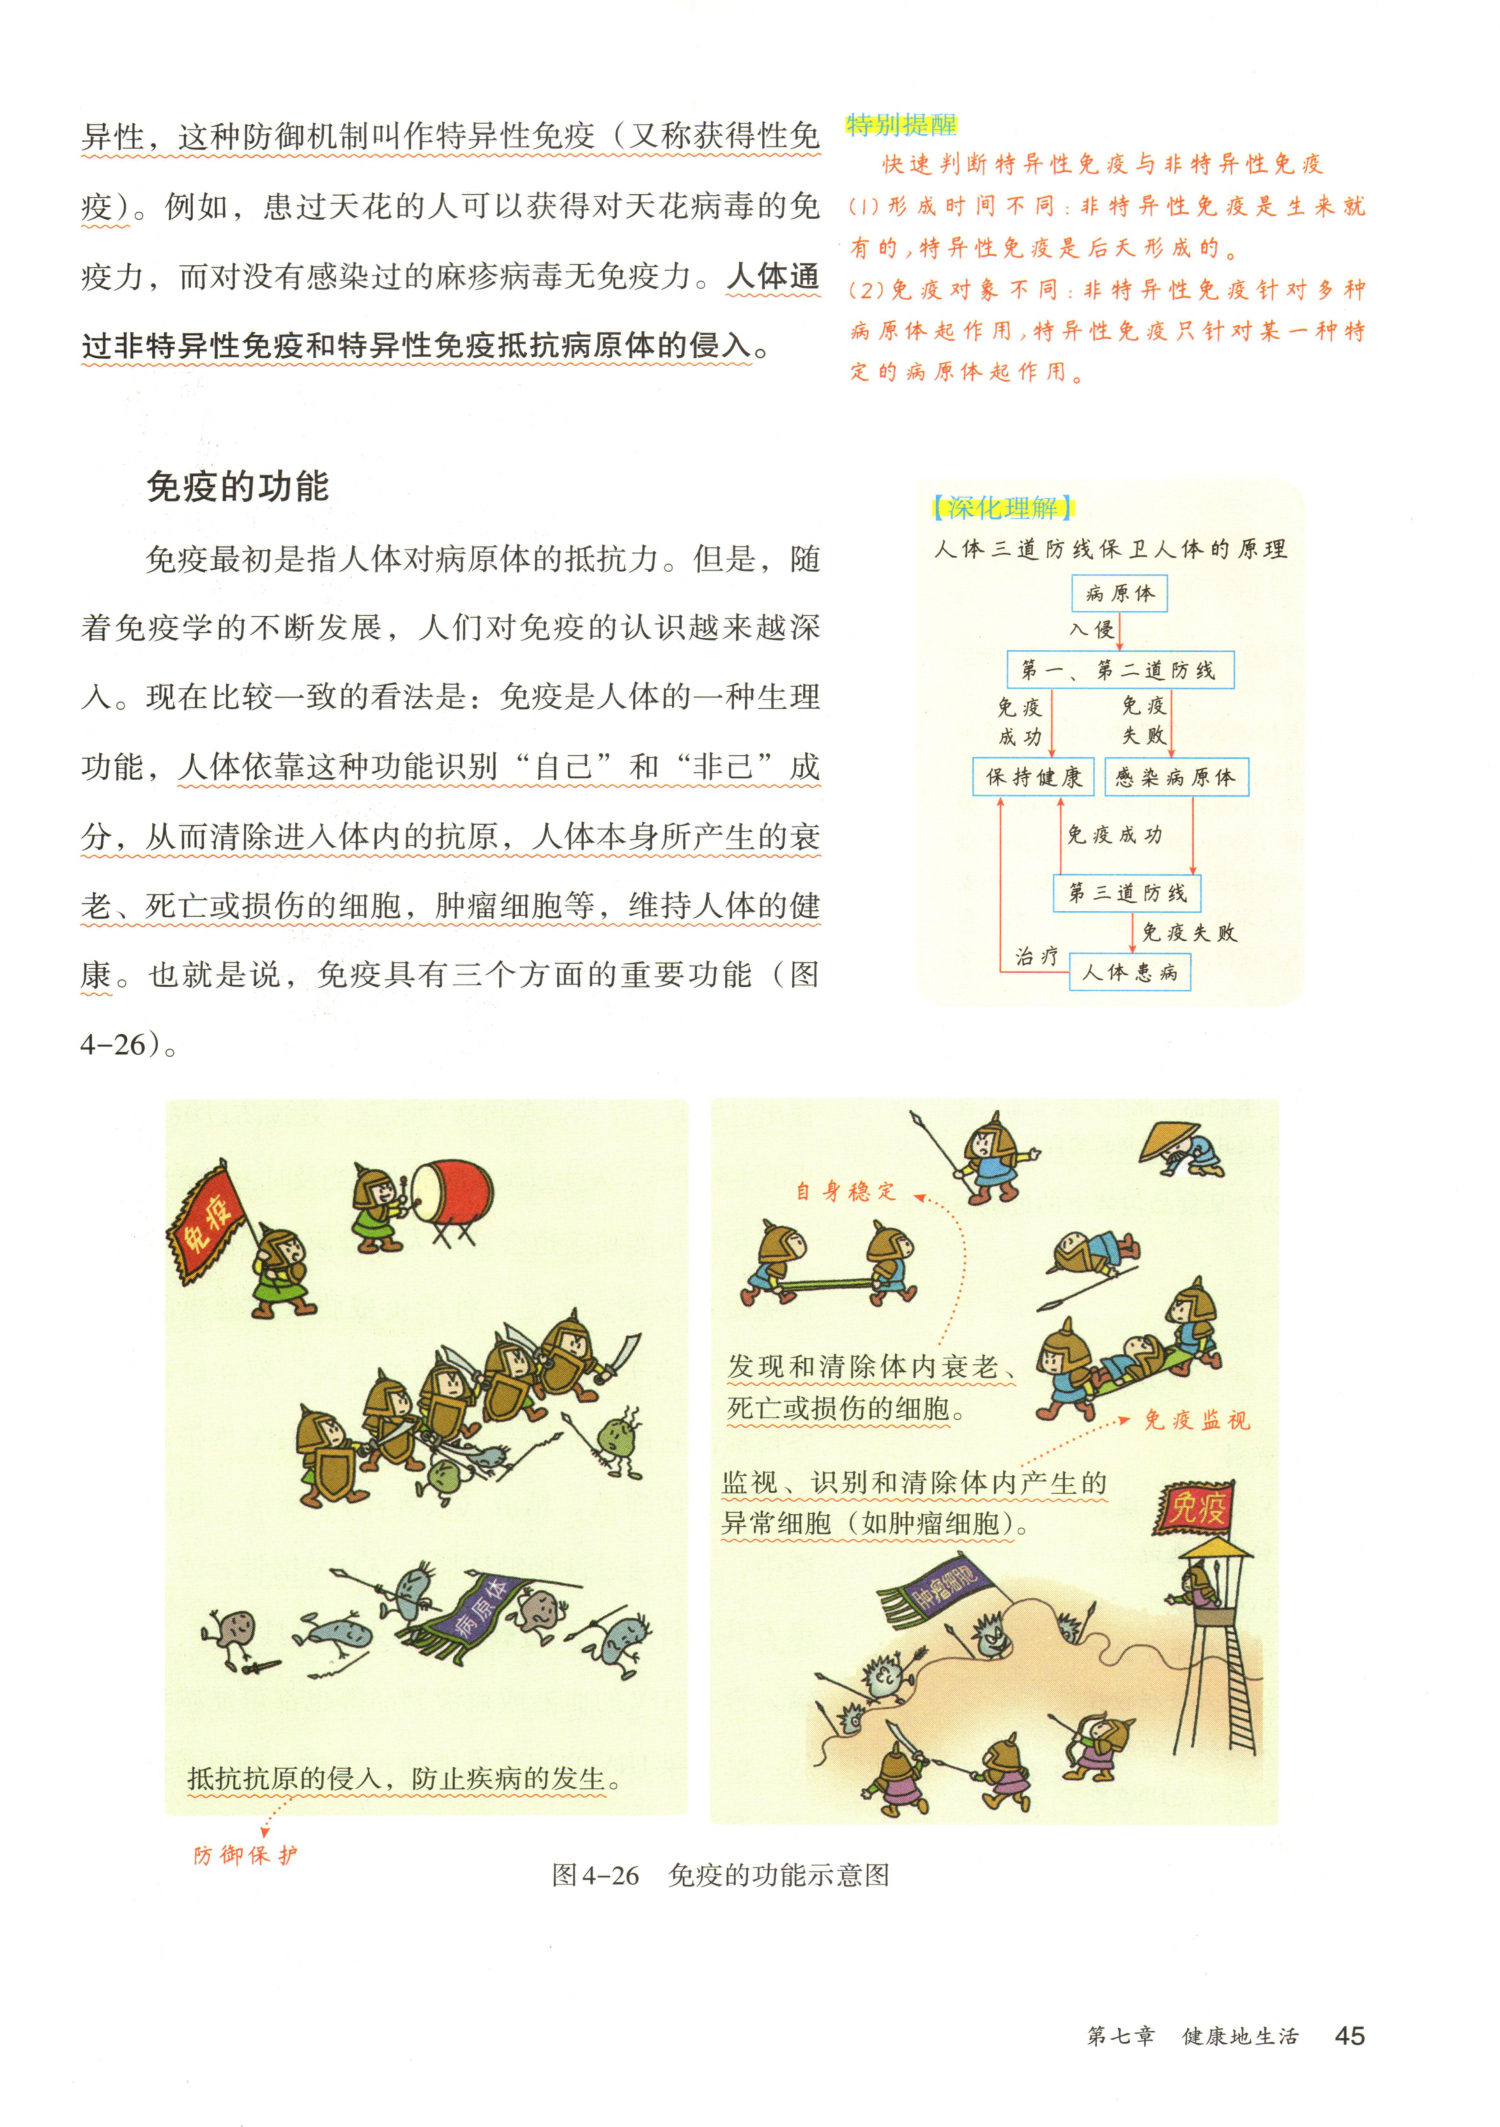 异性，这种防御机制叫作特异性免疫（又称获得性免
疫）。例如，患过天花的人可以获得对天花病毒的免
疫力，而对没有感染过的麻疹病毒无免疫力。人体通
过非特异性免疫和特异性免疫抵抗病原体的侵入。
特别提醒
快速判断特异性免疫与非特异性免疫
(1)形成时间不同：非特异性免疫是生来就
有的，特异性免疫是后天形成的。
(2)免疫对象不同：非特异性免疫针对多种
病原体起作用，特异性免疫只针对某一种特
定的病原体起作用。
免疫的功能
免疫最初是指人体对病原体的抵抗力。但是，随
着免疫学的不断发展，人们对免疫的认识越来越深
入。现在比较一致的看法是：免疫是人体的一种生理
功能，人体依靠这种功能识别“自己”和“非己”成
分，从而清除进入体内的抗原，人体本身所产生的衰
老、死亡或损伤的细胞，肿瘤细胞等，维持人体的健
康。也就是说，免疫具有三个方面的重要功能（图
4-26）。
【深化理解】
人体三道防线保卫人体的原理
病原体
入侵
第一、第二道防线
免疫
成功
免疫
失败
保持健康
感染病原体
免疫成功
第三道防线
免疫失败
治疗
人体患病
免疫
病原体
抵抗抗原的侵入，防止疾病的发生。
防御保护
自身稳定
发现和清除体内衰老、
死亡或损伤的细胞。
免疫监视
监视、识别和清除体内产生的
异常细胞（如肿瘤细胞）。
免疫
肿瘤细胞
图4-26 免疫的功能示意图
第七章 健康地生活 45